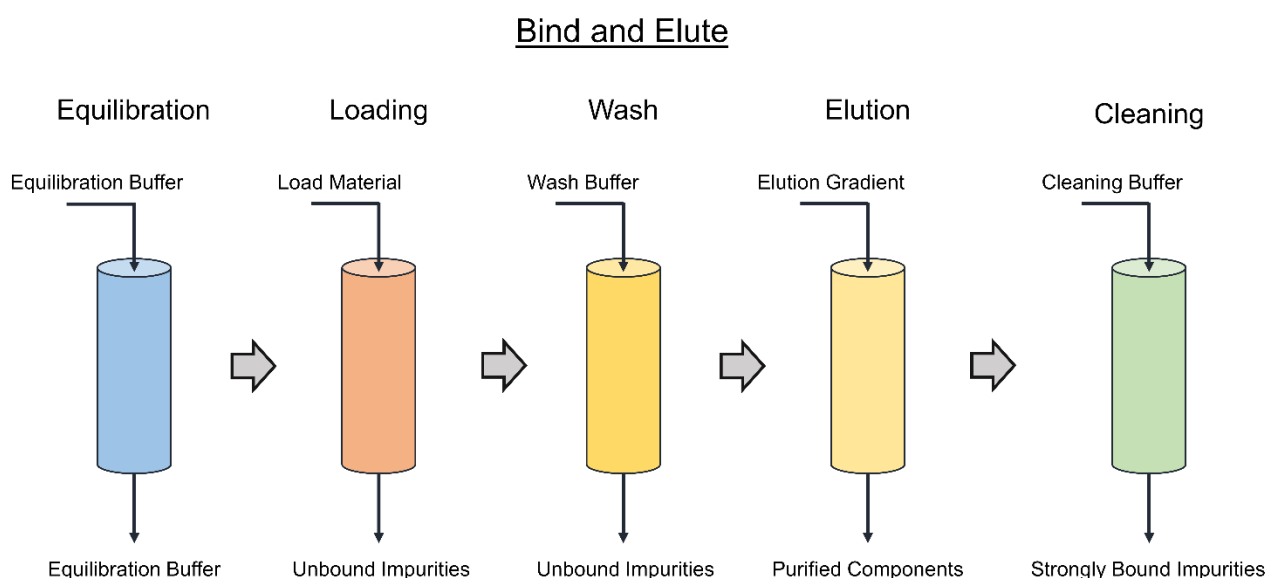 Bind and Elute
Equilibration
Loading
Wash
Elution
Cleaning
Equilibration Buffer
Load Material
Wash Buffer
Elution Gradient
Cleaning Buffer
Equilibration Buffer
Unbound Impurities
Unbound Impurities
Purified Components
Strongly Bound Impurities